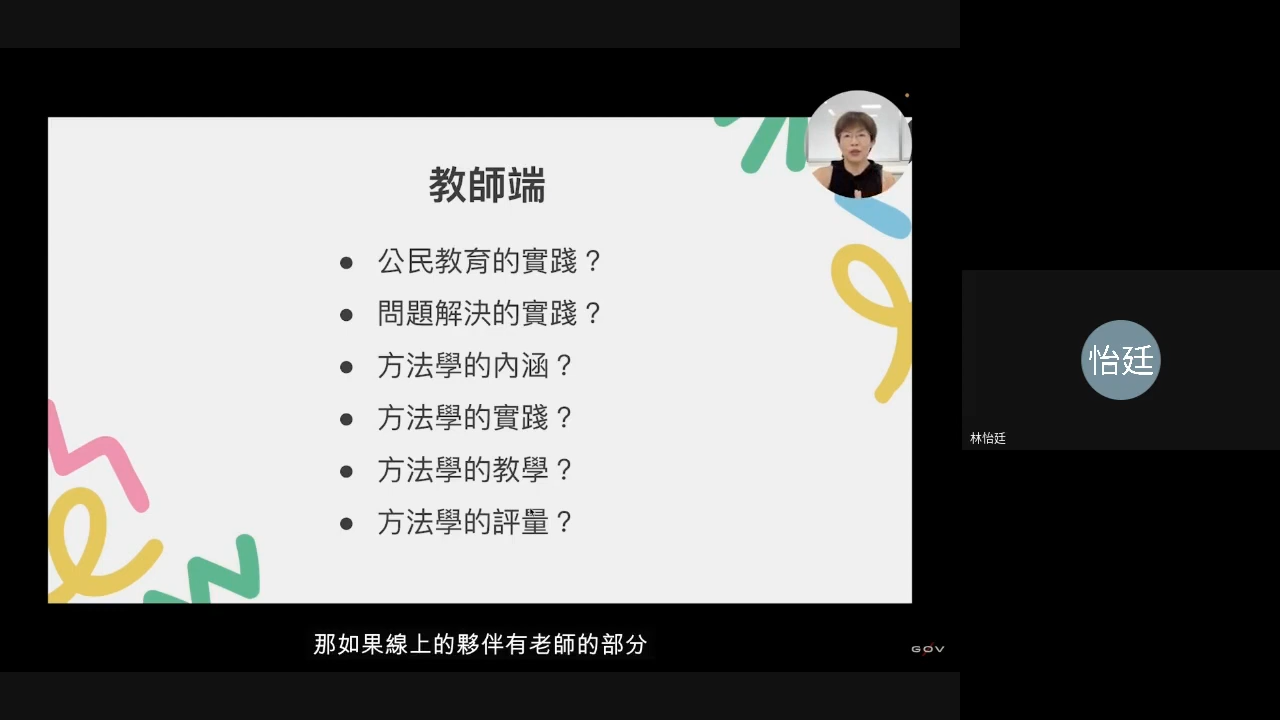 教師端
公民教育的實踐？
問題解決的實踐？
方法學的內涵？
方法學的實踐？
方法學的教學？
方法學的評量？
怡廷
林怡廷
那如果線上的夥伴有老師的部分
GOV